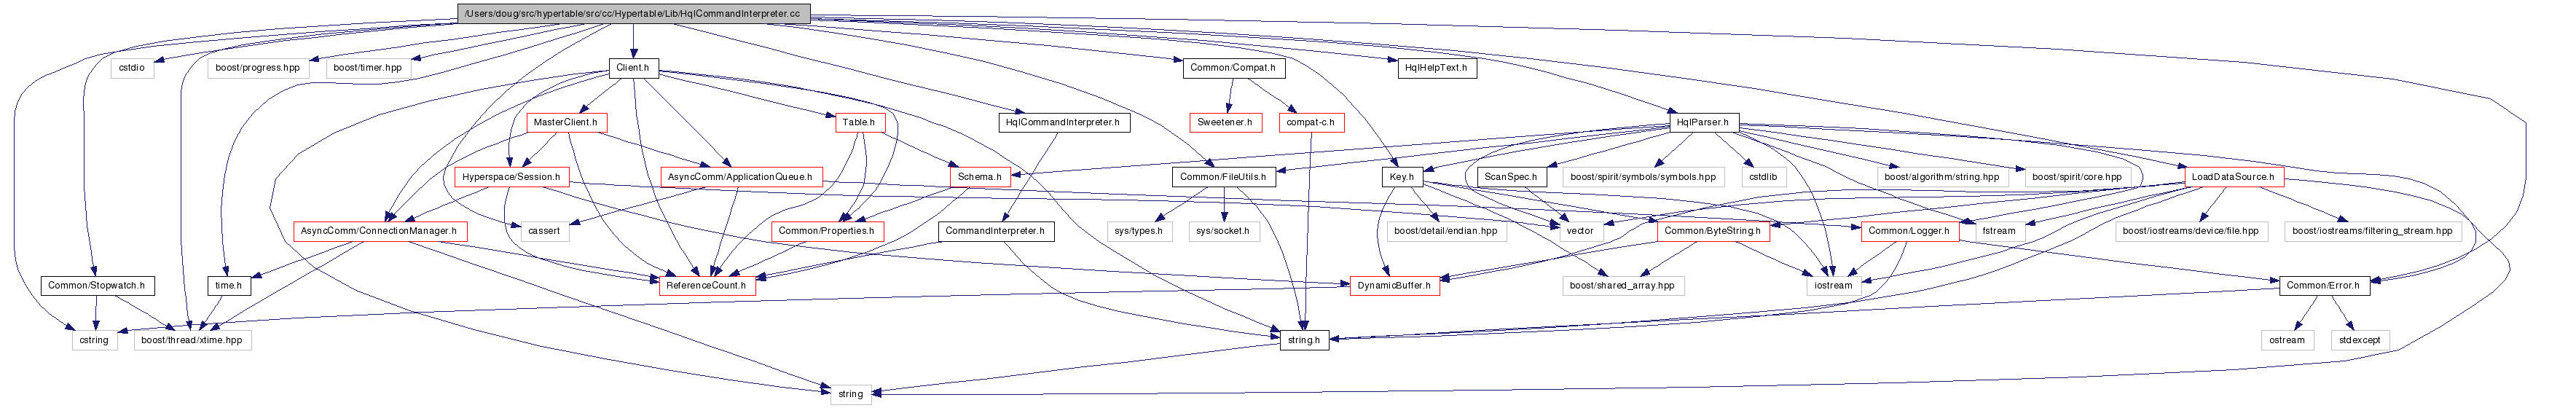 /Users/doug/src/hypertable/src/cc/Hypertable/Lib/HqlCommandInterpreter.cc
cstdio
boost/progress.hpp
boost/timer.hpp
Client.h
Common/Compat.h
HqlHelpText.h
MasterClient.h
Table.h
HqlCommandInterpreter.h
Sweetener.h
compat-c.h
HqlParser.h
Hyperspace/Session.h
AsyncComm/ApplicationQueue.h
Schema.h
Common/FileUtils.h
Key.h
ScanSpec.h
boost/spirit/symbols/symbols.hpp
cstdlib
boost/algorithm/string.hpp
boost/spirit/core.hpp
LoadDataSource.h
AsyncComm/ConnectionManager.h
cassert
Common/Properties.h
CommandInterpreter.h
sys/types.h
sys/socket.h
boost/detail/endian.hpp
vector
Common/ByteString.h
Common/Logger.h
fstream
boost/iostreams/device/file.hpp
boost/iostreams/filtering_stream.hpp
Common/Stopwatch.h
time.h
ReferenceCount.h
DynamicBuffer.h
boost/shared_array.hpp
iostream
Common/Error.h
cstring
boost/thread/xtime.hpp
string.h
ostream
stdexcept
string